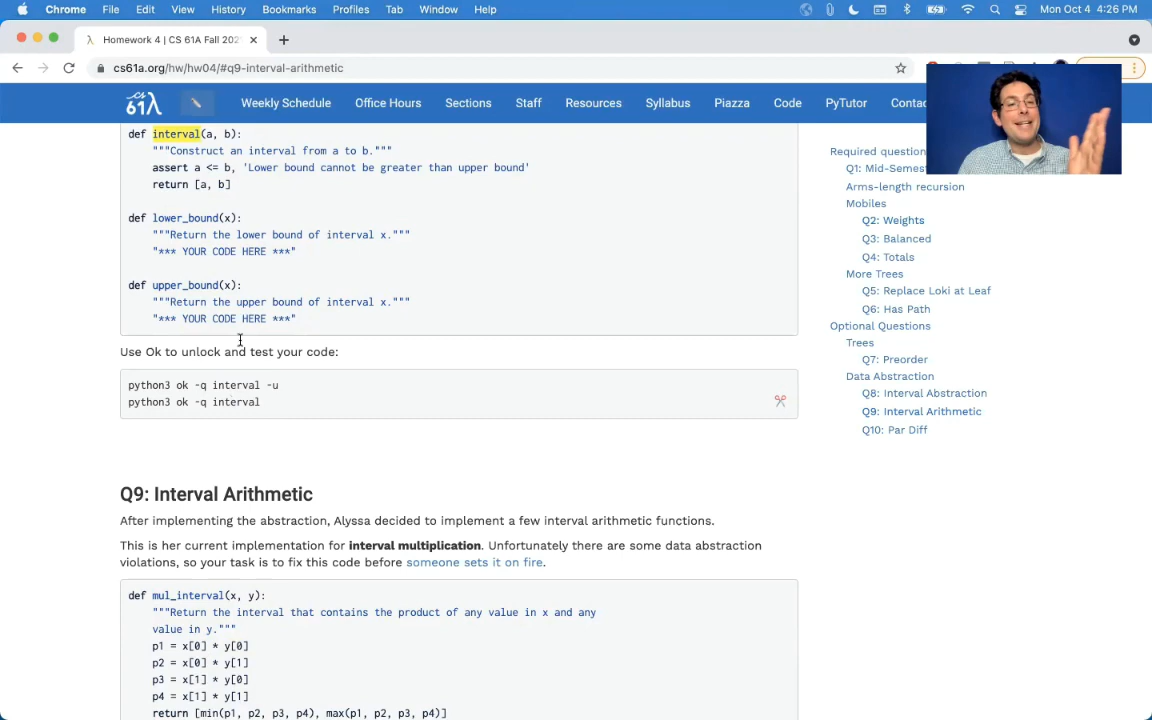 Chrome File Edit View History Bookmarks Profiles Tab Window Help Mon Oct 4 4:26 PM
Homework 4 | CS 61A Fall 202
cs61a.org/hw/hw04/#q9-interval-arithmetic
CS 61A Weekly Schedule Office Hours Sections Staff Resources Syllabus Piazza Code PyTutor Contac
def interval(a, b):
"""Construct an interval from a to b."""
assert a <= b, 'Lower bound cannot be greater than upper bound'
return [a, b]
def lower_bound(x):
"""Return the lower bound of interval x."""
"*** YOUR CODE HERE ***"
def upper_bound(x):
"""Return the upper bound of interval x."""
"*** YOUR CODE HERE ***"
Use Ok to unlock and test your code:
python3 ok -q interval -u
python3 ok -q interval
Q9: Interval Arithmetic
After implementing the abstraction, Alyssa decided to implement a few interval arithmetic functions.
This is her current implementation for interval multiplication. Unfortunately there are some data abstraction
violations, so your task is to fix this code before someone sets it on fire.
def mul_interval(x, y):
"""Return the interval that contains the product of any value in x and any
value in y."""
p1 = x[0] * y[0]
p2 = x[0] * y[1]
p3 = x[1] * y[0]
p4 = x[1] * y[1]
return [min(p1, p2, p3, p4), max(p1, p2, p3, p4)]
Required question
Q1: Mid-Semest
Arms-length recursion
Mobiles
Q2: Weights
Q3: Balanced
Q4: Totals
More Trees
Q5: Replace Loki at Leaf
Q6: Has Path
Optional Questions
Trees
Q7: Preorder
Data Abstraction
Q8: Interval Abstraction
Q9: Interval Arithmetic
Q10: Par Diff